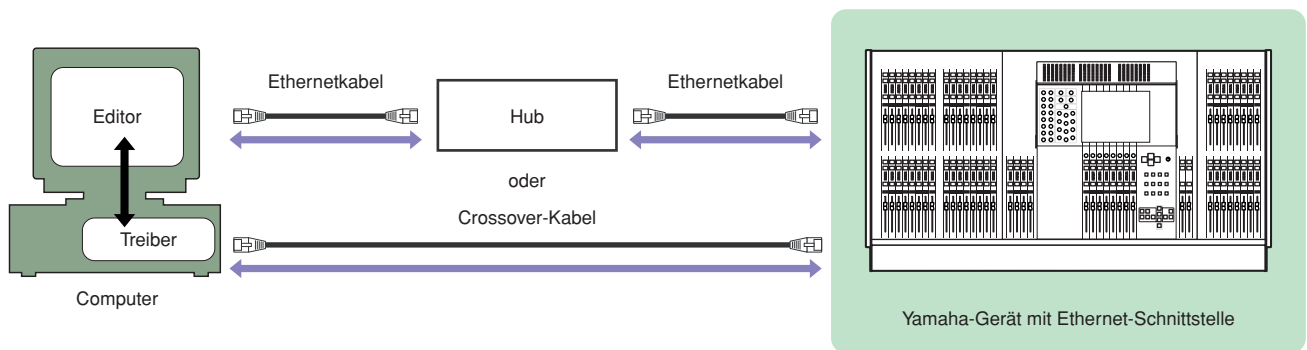 Ethernetkabel
Ethernetkabel
Editor
Hub
oder
Crossover-Kabel
Treiber
Computer
Yamaha-Gerät mit Ethernet-Schnittstelle